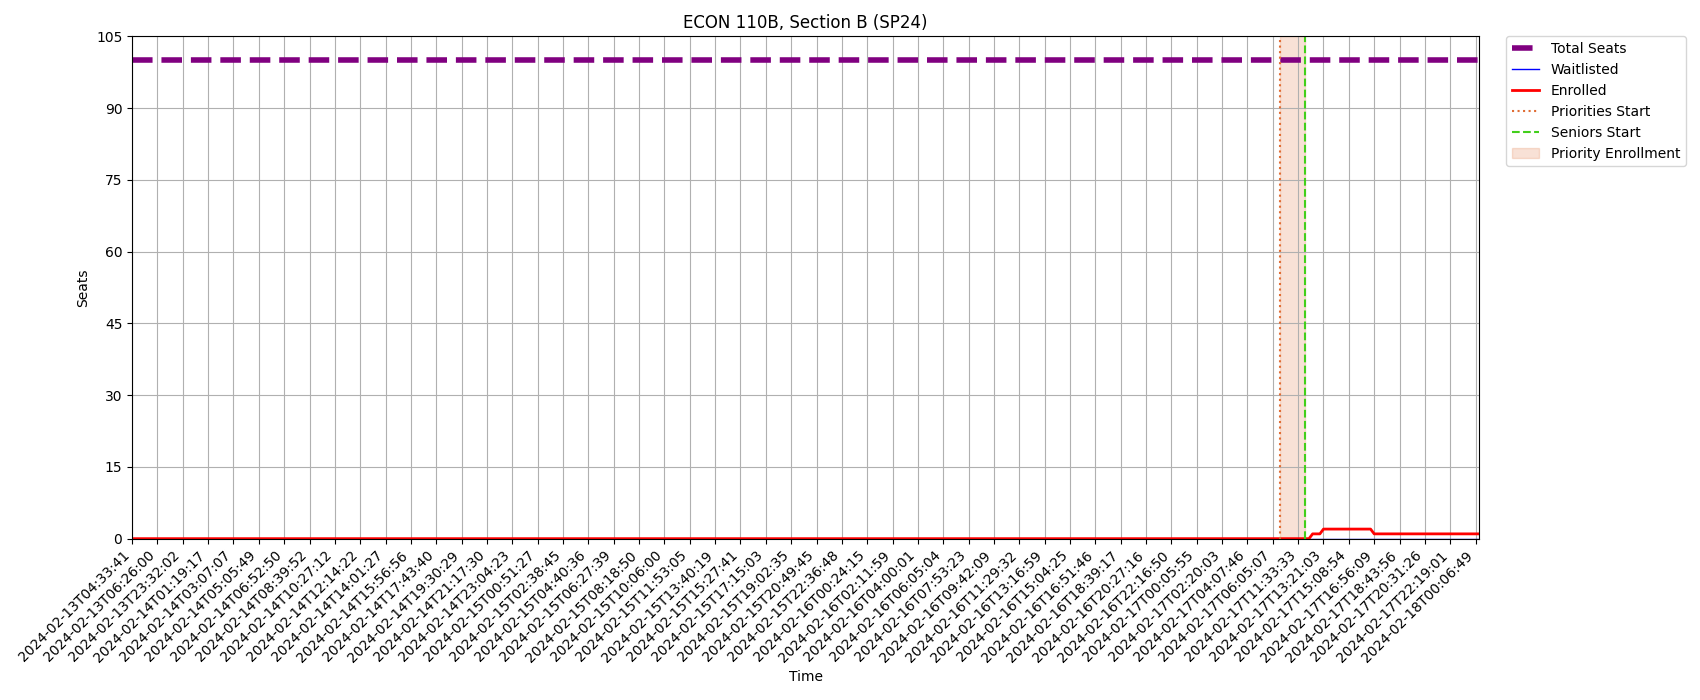 ECON 110B, Section B (SP24)
105
90
75
60
45
30
15
0
Seats
2024-02-13T04:33:41
2024-02-13T06:26:00
2024-02-13T23:32:02
2024-02-14T01:19:17
2024-02-14T03:07:07
2024-02-14T05:05:49
2024-02-14T06:52:50
2024-02-14T08:39:52
2024-02-14T10:27:12
2024-02-14T12:14:22
2024-02-14T14:01:27
2024-02-14T15:56:56
2024-02-14T17:43:40
2024-02-14T19:30:29
2024-02-14T21:17:30
2024-02-14T23:04:23
2024-02-15T00:51:27
2024-02-15T02:38:45
2024-02-15T04:40:36
2024-02-15T06:27:39
2024-02-15T08:18:50
2024-02-15T10:06:00
2024-02-15T11:53:05
2024-02-15T13:40:19
2024-02-15T15:27:41
2024-02-15T17:15:03
2024-02-15T19:02:35
2024-02-15T20:49:45
2024-02-15T22:36:48
2024-02-16T00:24:15
2024-02-16T02:11:59
2024-02-16T04:00:01
2024-02-16T06:05:04
2024-02-16T07:53:23
2024-02-16T09:42:09
2024-02-16T11:29:32
2024-02-16T13:16:59
2024-02-16T15:04:25
2024-02-16T16:51:46
2024-02-16T18:39:17
2024-02-16T20:27:16
2024-02-16T22:16:50
2024-02-17T00:05:55
2024-02-17T02:20:03
2024-02-17T04:07:46
2024-02-17T06:05:07
2024-02-17T11:33:33
2024-02-17T13:21:03
2024-02-17T15:08:54
2024-02-17T16:56:09
2024-02-17T18:43:56
2024-02-17T20:31:26
2024-02-17T22:19:01
2024-02-18T00:06:49
Time
Total Seats
Waitlisted
Enrolled
Priorities Start
Seniors Start
Priority Enrollment